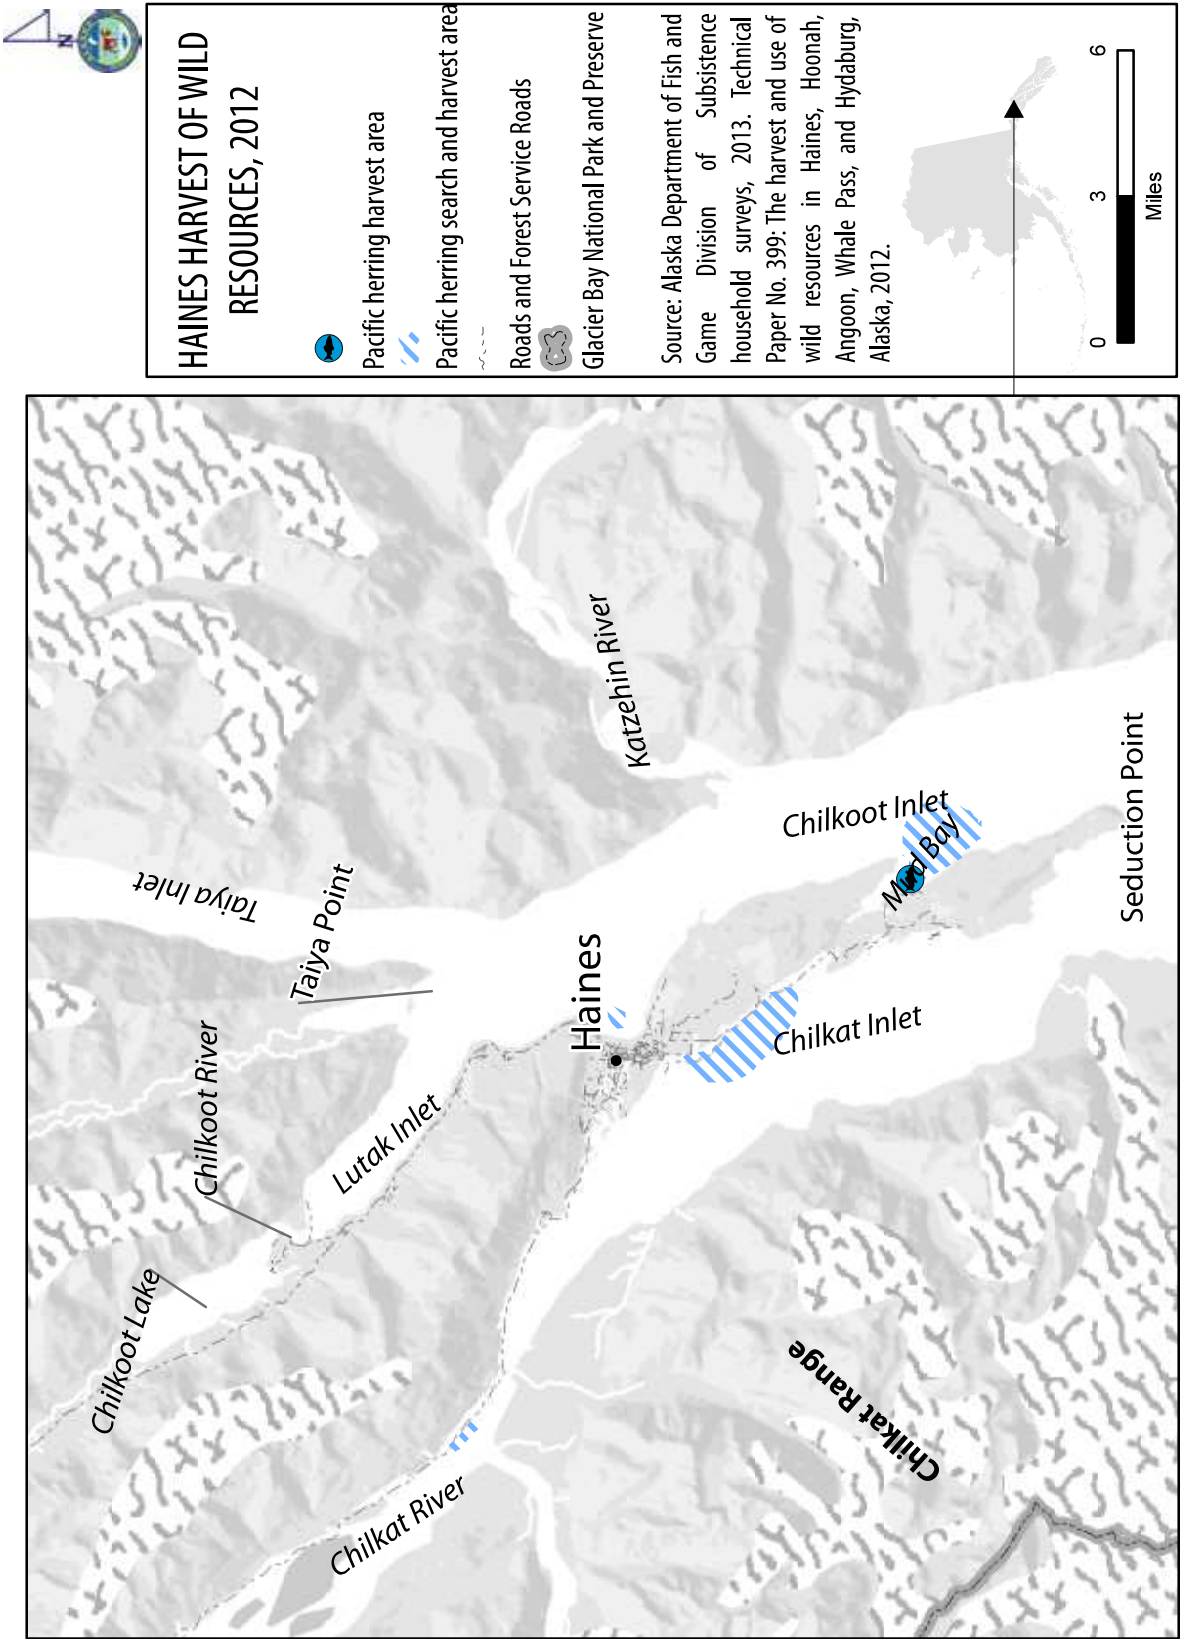 HAINES HARVEST OF WILD
RESOURCES, 2012
Pacific herring harvest area
Pacific herring search and harvest area
Roads and Forest Service Roads
Glacier Bay National Park and Preserve
Source: Alaska Department of Fish and
Game Division of Subsistence
household surveys, 2013. Technical
Paper No. 399: The harvest and use of
wild resources in Haines, Hoonah,
Angoon, Whale Pass, and Hydaburg,
Alaska, 2012.
0 3 6
Miles
N
Taiya Inlet
Taiya Point
Chilkoot River
Chilkoot Lake
Lutak Inlet
Katzehin River
Haines
Chilkoot Inlet
Mud Bay
Chilkat Inlet
Seduction Point
Chilkat River
Chilkat Range